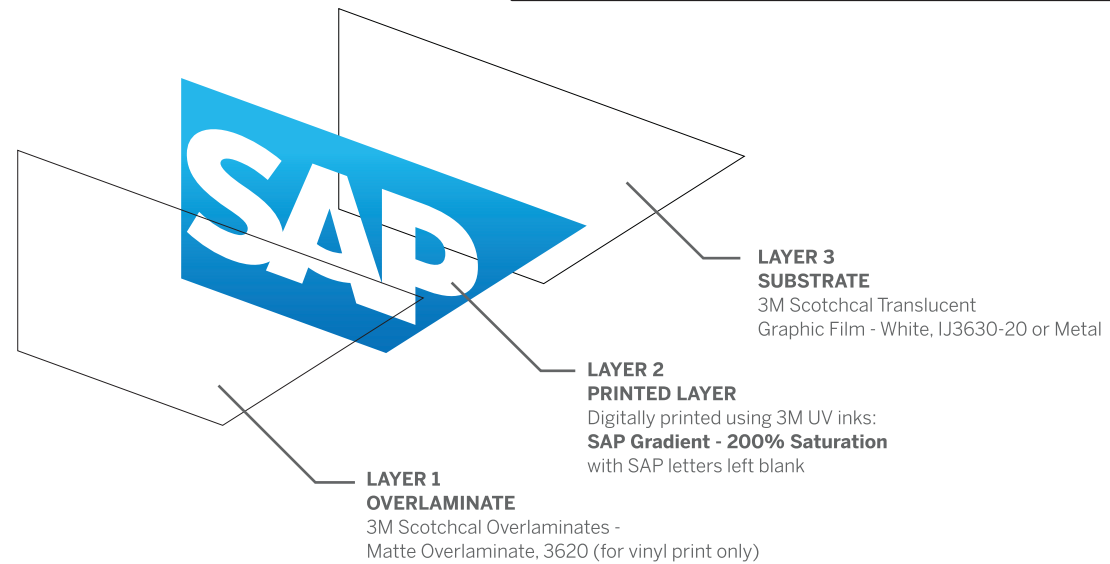 SAP
LAYER 3
SUBSTRATE
3M Scotchcal Translucent
Graphic Film - White, IJ3630-20 or Metal
LAYER 2
PRINTED LAYER
Digitally printed using 3M UV inks:
SAP Gradient - 200% Saturation
with SAP letters left blank
LAYER 1
OVERLAMINATE
3M Scotchcal Overlaminates -
Matte Overlaminate, 3620 (for vinyl print only)